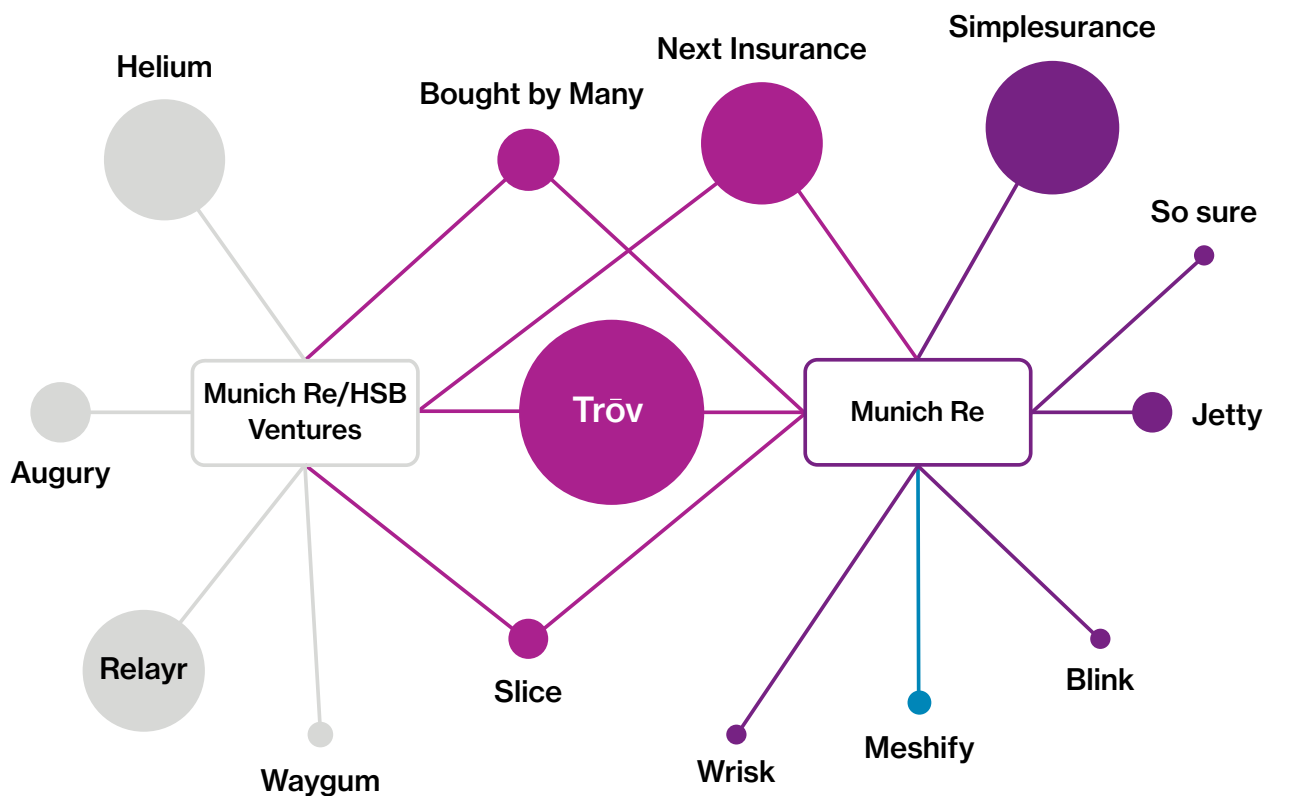 Simplesurance
Next Insurance
Helium
Bought by Many
So sure
Munich Re/HSB
Ventures
Trōv
Munich Re
Jetty
Augury
Relayr
Slice
Blink
Meshify
Wrisk
Waygum